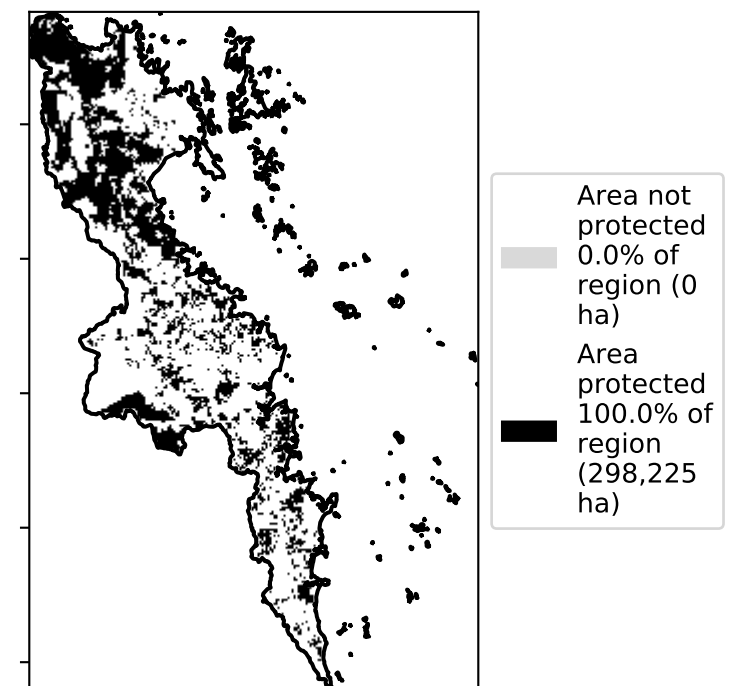 Area not
protected
0.0% of
region (0
ha)
Area
protected
100.0% of
region
(298,225
ha)